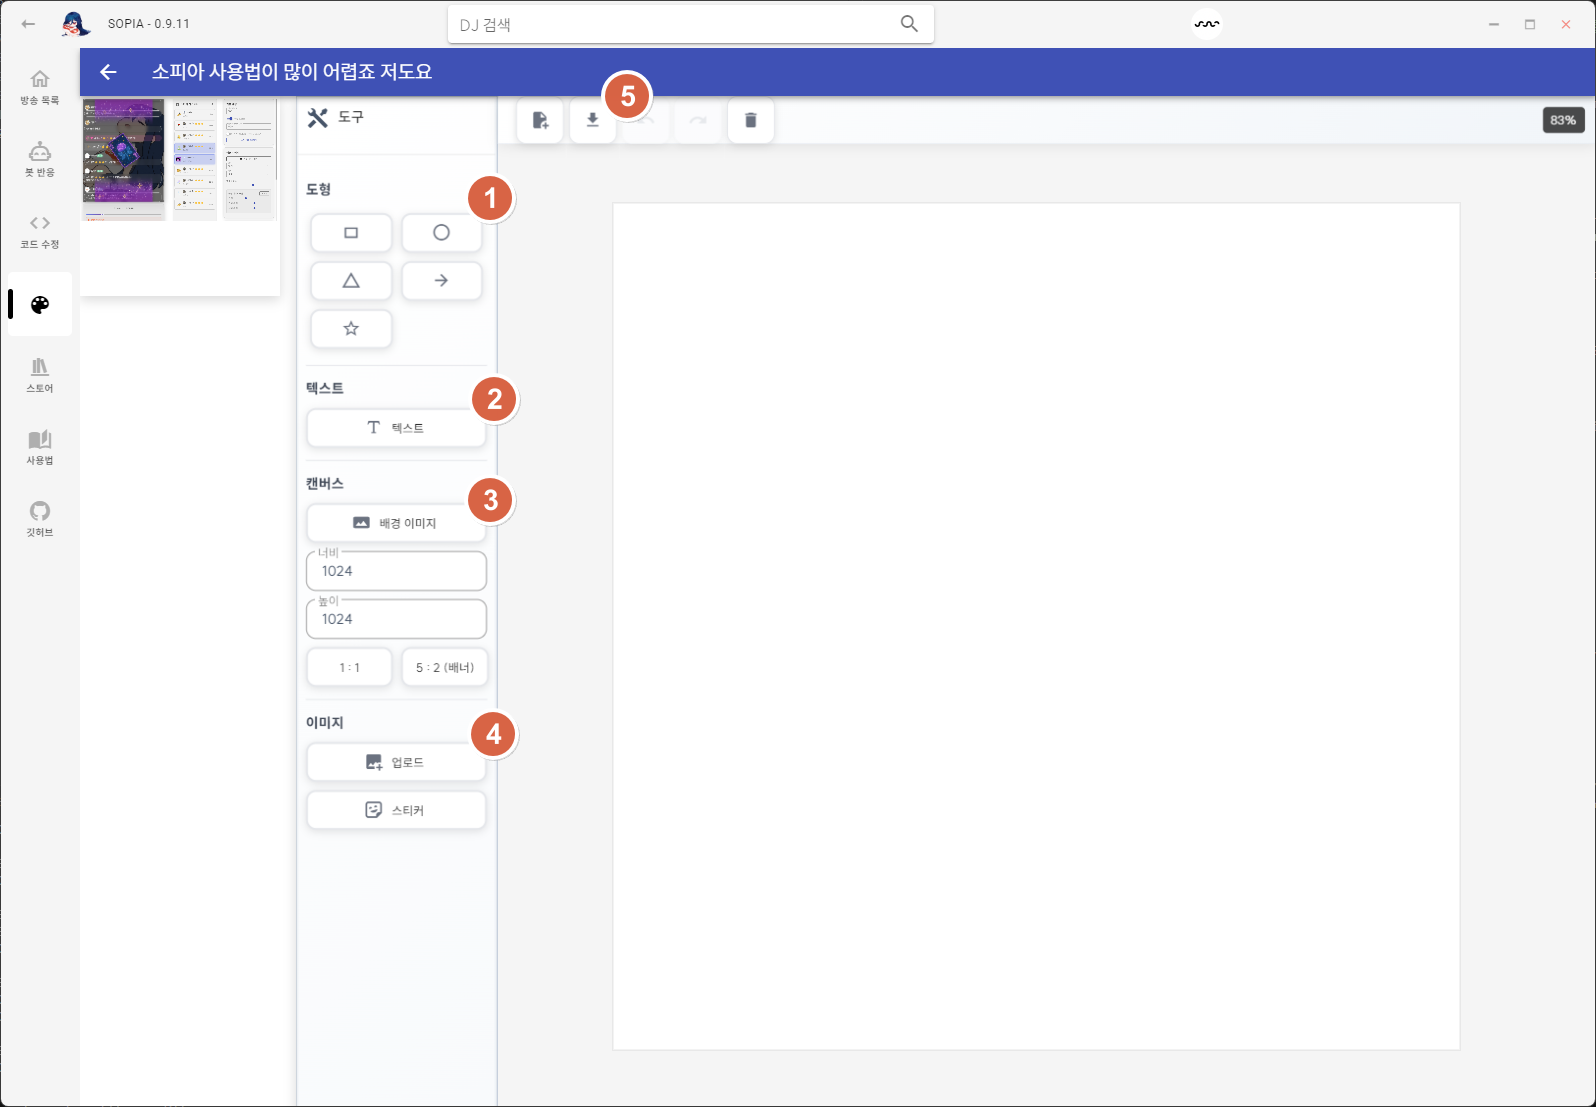 SOPIA - 0.9.11
DJ 검색
소피아 사용법이 많이 어렵죠 저도요
방송 목록
봇 반응
코드 수정
스토어
사용법
깃허브
도구
5
83%
도형
1
텍스트
2
텍스트
캔버스
3
배경 이미지
너비
1024
높이
1024
1 : 1
5 : 2 (배너)
이미지
4
업로드
스티커